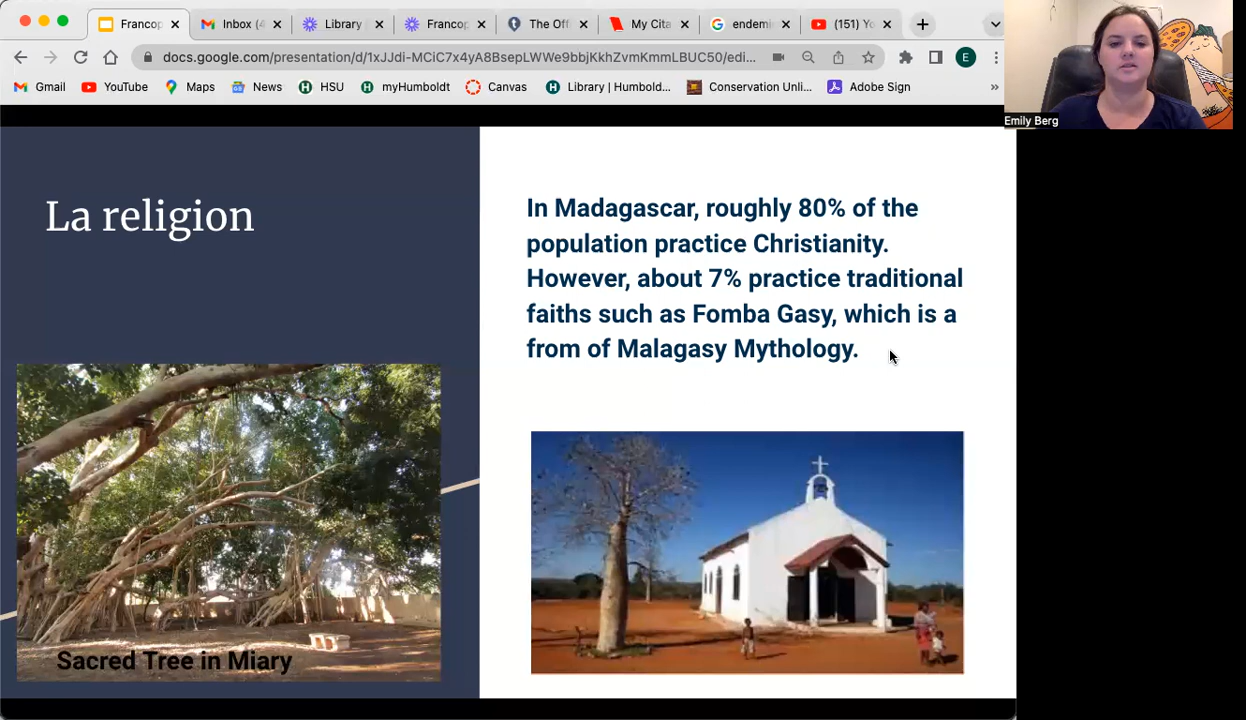 Francop
Inbox (4
Library
Francop
The Off
My Cita
endemi
(151) Yo
docs.google.com/presentation/d/1xJJdi-MoiC7x4yA8BsepLWWe9bbjKkhZvmKmmLBUC50/edi...
E
Gmail
YouTube
Maps
News
HSU
myHumboldt
Canvas
Library | Humbold...
Conservation Unli...
Adobe Sign
»
Emily Berg
La religion
In Madagascar, roughly 80% of the
population practice Christianity.
However, about 7% practice traditional
faiths such as Fomba Gasy, which is a
from of Malagasy Mythology.
Sacred Tree in Miary